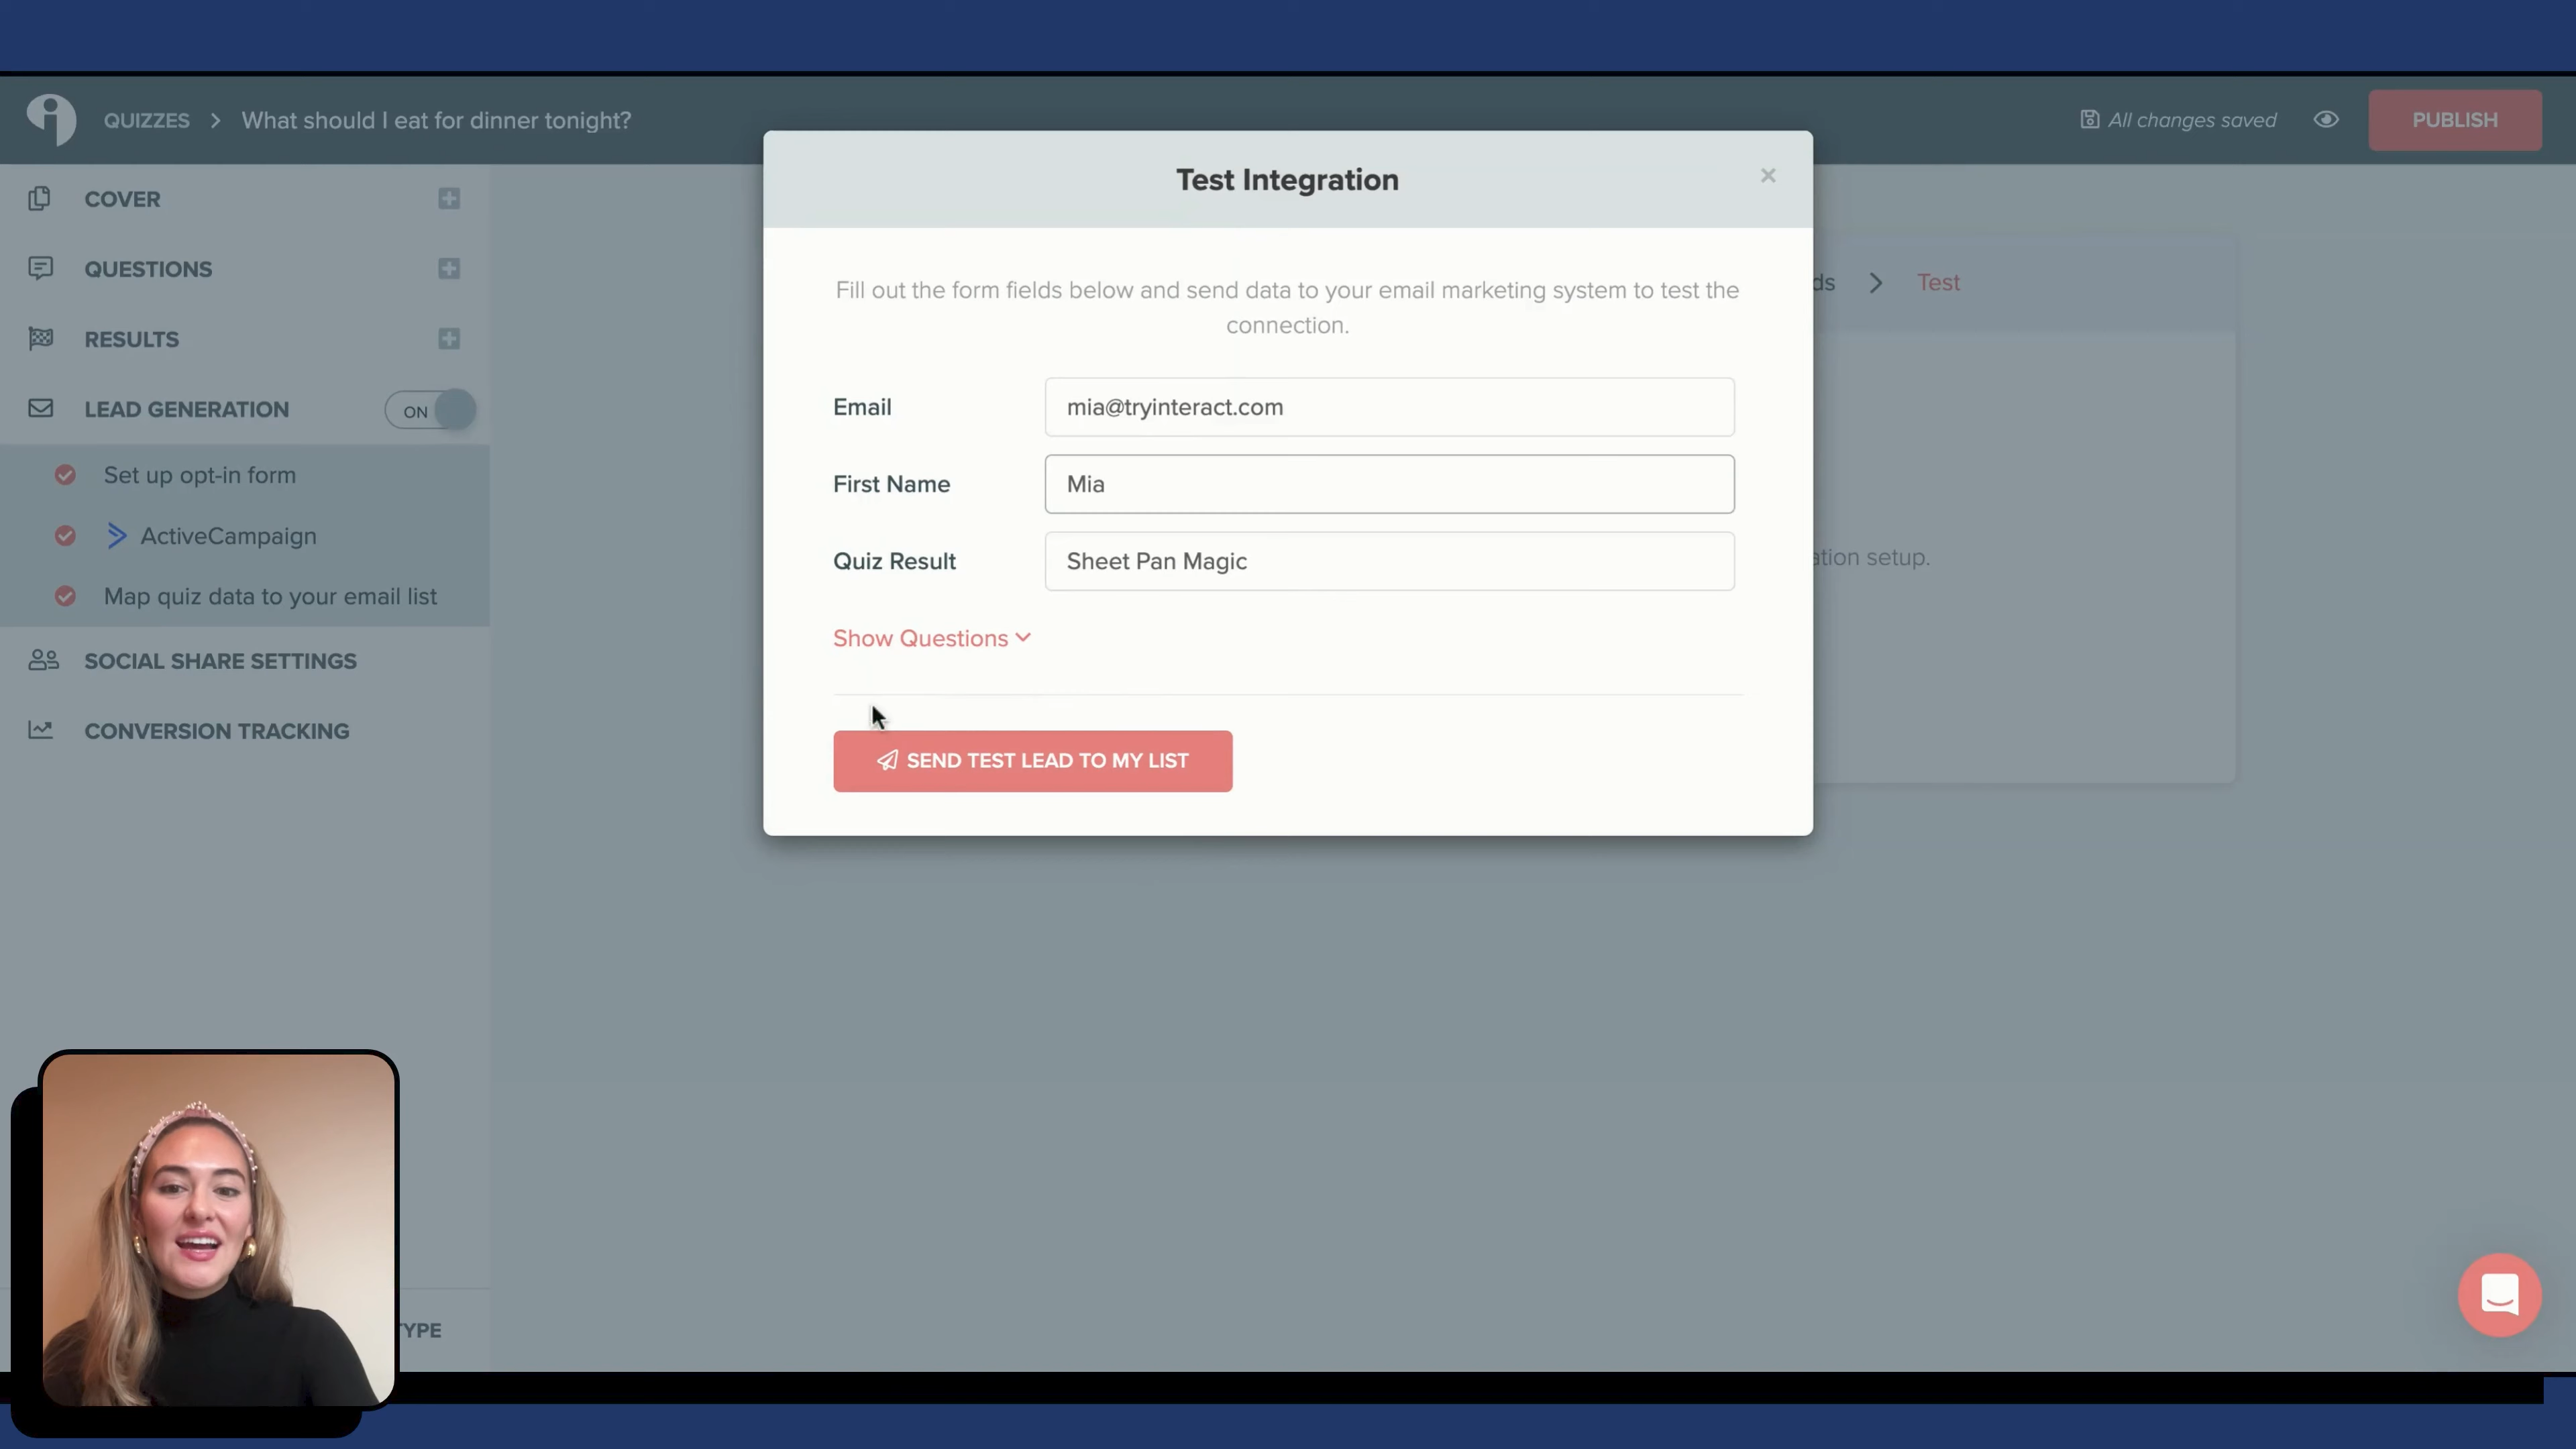 QUIZZES > What should I eat for dinner tonight?
All changes saved
PUBLISH
COVER
QUESTIONS
RESULTS
LEAD GENERATION
ON
Set up opt-in form
ActiveCampaign
Map quiz data to your email list
SOCIAL SHARE SETTINGS
CONVERSION TRACKING
Test Integration
×
Fill out the form fields below and send data to your email marketing system to test the
connection.
Email
mia@tryinteract.com
First Name
Mia
Quiz Result
Sheet Pan Magic
Show Questions
SEND TEST LEAD TO MY LIST
ds > Test
ation setup.
TYPE